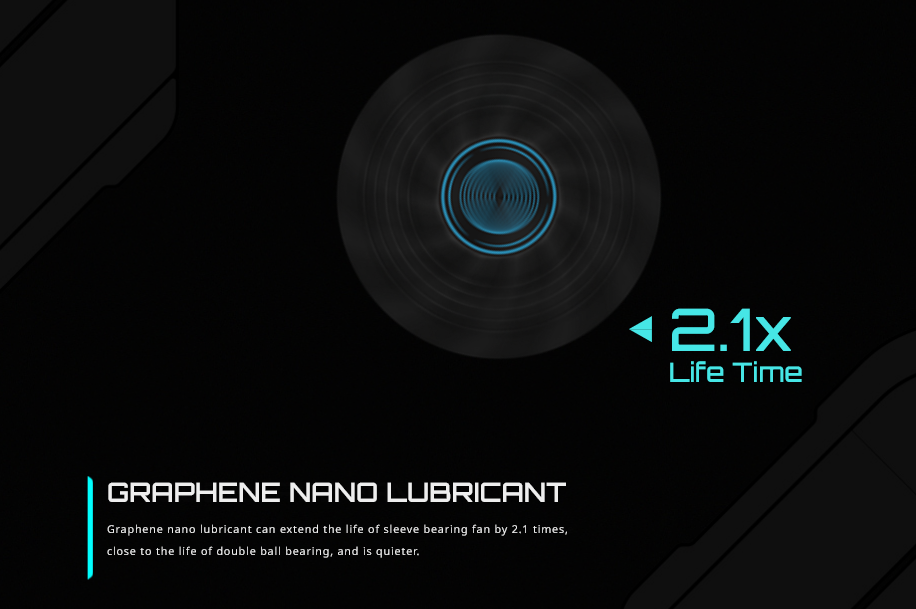 2.1x
Life Time
GRAPHENE NANO LUBRICANT
Graphene nano lubricant can extend the life of sleeve bearing fan by 2.1 times,
close to the life of double ball bearing, and is quieter.